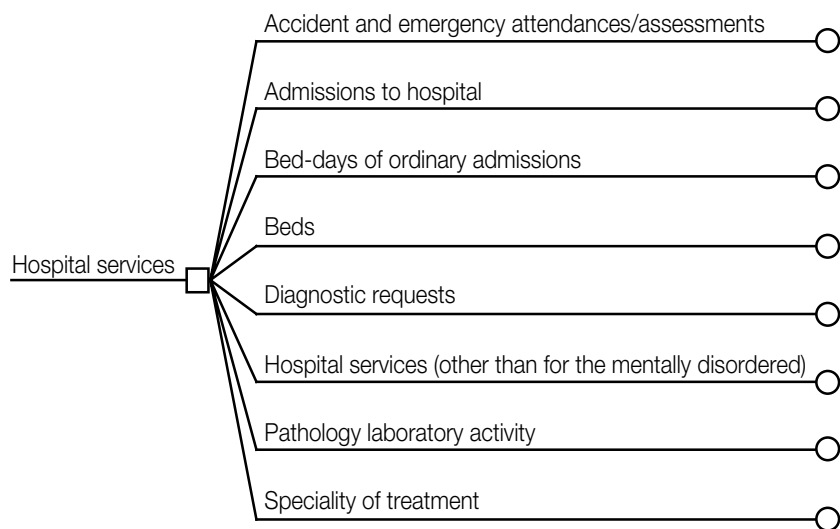 Accident and emergency attendances/assessments
Admissions to hospital
Bed-days of ordinary admissions
Beds
Hospital services
Diagnostic requests
Hospital services (other than for the mentally disordered)
Pathology laboratory activity
Speciality of treatment